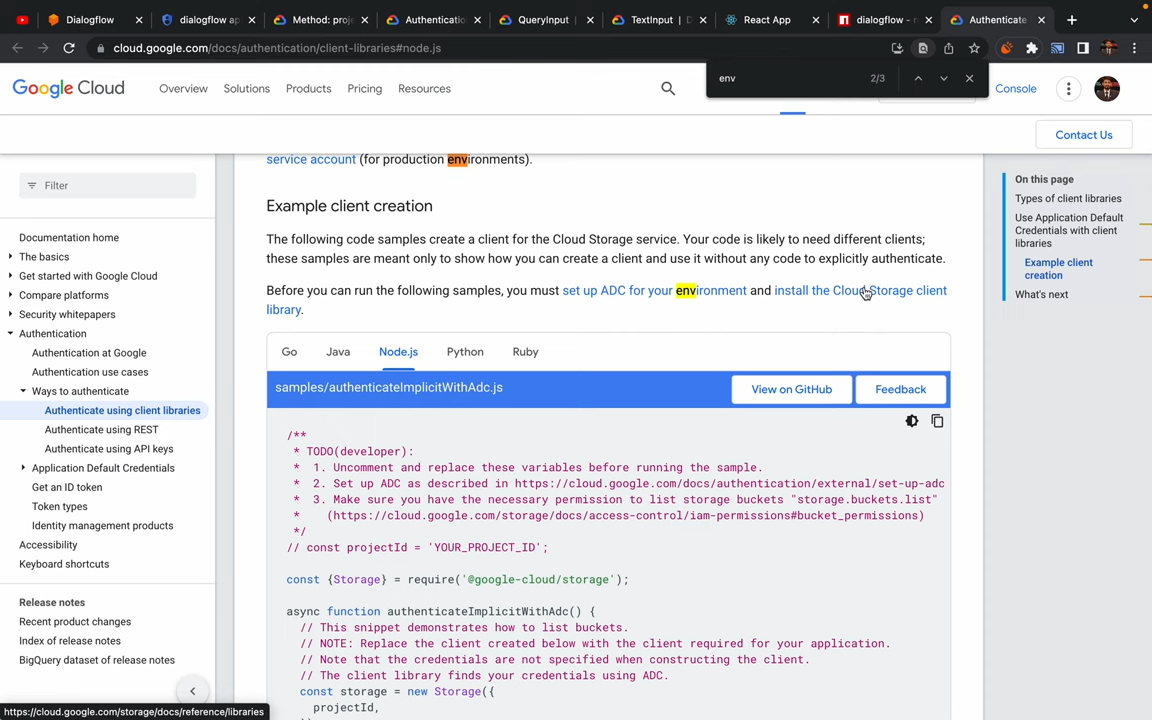 Dialogflow
dialogflow ap
Method: proje
Authentication
QueryInput
TextInput | D
React App
dialogflow - n
Authenticate
cloud.google.com/docs/authentication/client-libraries#node.js
env
2/3
Google Cloud
Overview
Solutions
Products
Pricing
Resources
Console
Contact Us
Filter
Documentation home
The basics
Get started with Google Cloud
Compare platforms
Security whitepapers
Authentication
Authentication at Google
Authentication use cases
Ways to authenticate
Authenticate using client libraries
Authenticate using REST
Authenticate using API keys
Application Default Credentials
Get an ID token
Token types
Identity management products
Accessibility
Keyboard shortcuts
Release notes
Recent product changes
Index of release notes
BigQuery dataset of release notes
https://cloud.google.com/storage/docs/reference/libraries
service account (for production environments).
Example client creation
The following code samples create a client for the Cloud Storage service. Your code is likely to need different clients;
these samples are meant only to show how you can create a client and use it without any code to explicitly authenticate.
Before you can run the following samples, you must set up ADC for your environment and install the Cloud Storage client
library.
Go
Java
Node.js
Python
Ruby
samples/authenticateImplicitWithAdc.js
View on GitHub
Feedback
/**
* TODO(developer):
* 1. Uncomment and replace these variables before running the sample.
* 2. Set up ADC as described in https://cloud.google.com/docs/authentication/external/set-up-adc
* 3. Make sure you have the necessary permission to list storage buckets "storage.buckets.list"
* (https://cloud.google.com/storage/docs/access-control/iam-permissions#bucket_permissions)
*/
// const projectId = 'YOUR_PROJECT_ID';
const {Storage} = require('@google-cloud/storage');
async function authenticateImplicitWithAdc() {
// This snippet demonstrates how to list buckets.
// NOTE: Replace the client created below with the client required for your application.
// Note that the credentials are not specified when constructing the client.
// The client library finds your credentials using ADC.
const storage = new Storage({
projectId,
On this page
Types of client libraries
Use Application Default
Credentials with client
libraries
Example client
creation
What's next